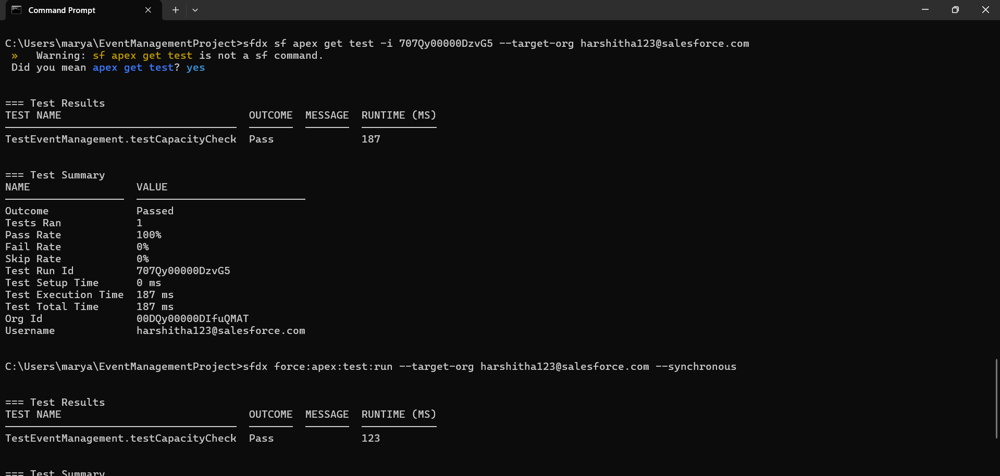 Command Prompt
C:\Users\marya\EventManagementProject>sfdx sf apex get test -i 707Qy00000DzvG5 --target-org harshitha123@salesforce.com
»   Warning: sf apex get test is not a sf command.
Did you mean apex get test? yes
=== Test Results
TEST NAME OUTCOME MESSAGE RUNTIME (MS)
TestEventManagement.testCapacityCheck Pass 187
=== Test Summary
NAME VALUE
Outcome Passed
Tests Ran 1
Pass Rate 100%
Fail Rate 0%
Skip Rate 0%
Test Run Id 707Qy00000DzvG5
Test Setup Time 0 ms
Test Execution Time 187 ms
Test Total Time 187 ms
Org Id 00DQy00000DIfuQMAT
Username harshitha123@salesforce.com
C:\Users\marya\EventManagementProject>sfdx force:apex:test:run --target-org harshitha123@salesforce.com --synchronous
=== Test Results
TEST NAME OUTCOME MESSAGE RUNTIME (MS)
TestEventManagement.testCapacityCheck Pass 123
=== Test Summary